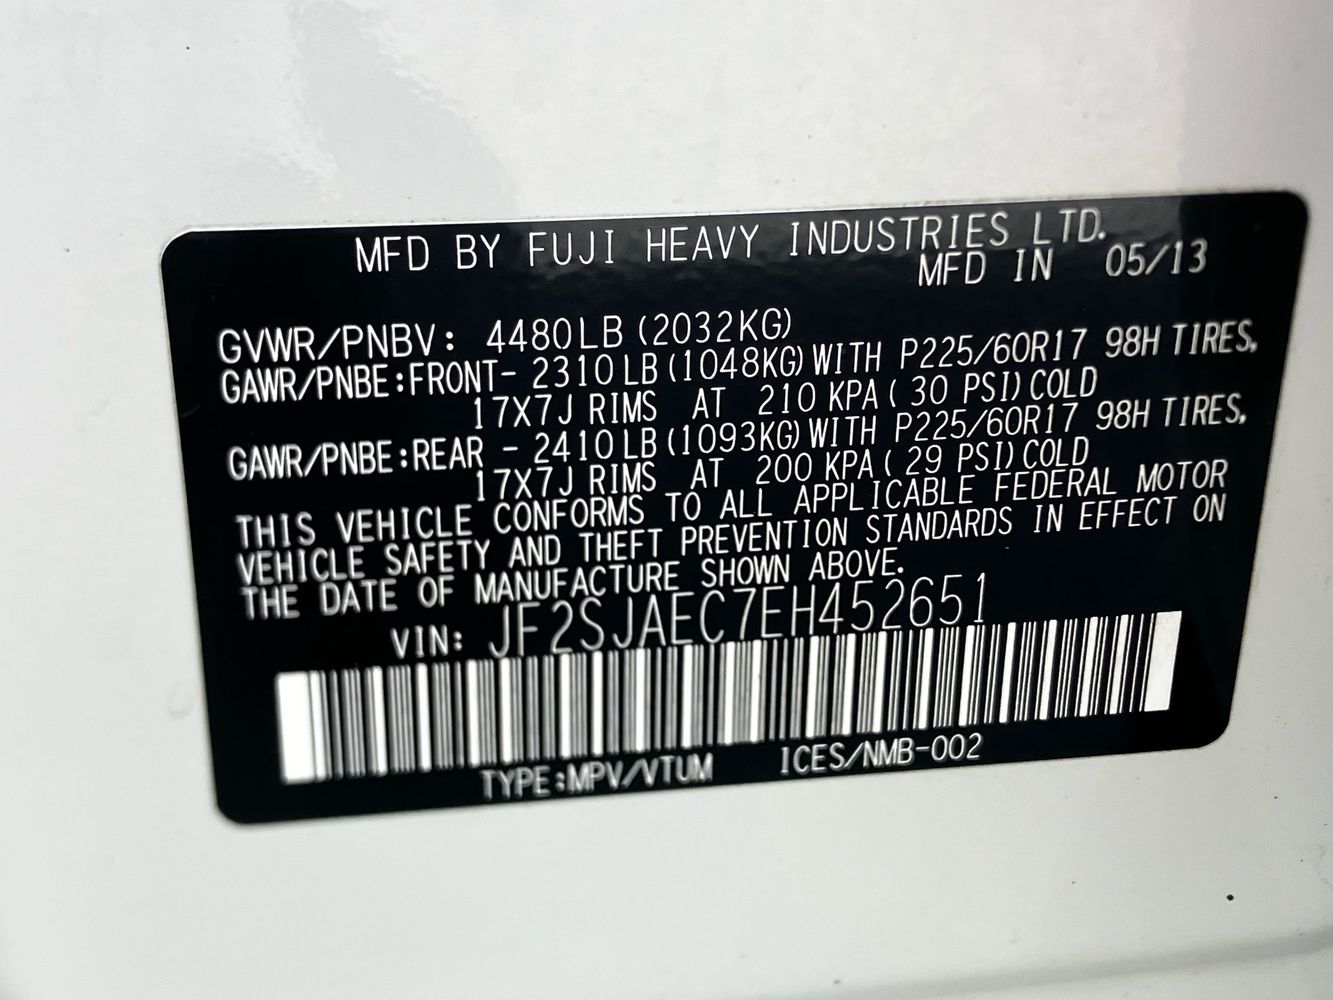 MFD BY FUJI HEAVY INDUSTRIES LTD.
MFD IN 05/13
GVWR/PNBV: 4480LB (2032KG)
GAWR/PNBE:FRONT- 2310LB (1048KG) WITH P225/60R17 98H TIRES,
17X7J RIMS AT 210 KPA ( 30 PSI) COLD
GAWR/PNBE:REAR - 2410LB (1093KG) WITH P225/60R17 98H TIRES,
17X7J RIMS AT 200 KPA ( 29 PSI) COLD
THIS VEHICLE CONFORMS TO ALL APPLICABLE FEDERAL MOTOR
VEHICLE SAFETY AND THEFT PREVENTION STANDARDS IN EFFECT ON
THE DATE OF MANUFACTURE SHOWN ABOVE.
VIN: JF2SJAEC7EH452651
TYPE:MPV/VTUM ICES/NMB-002